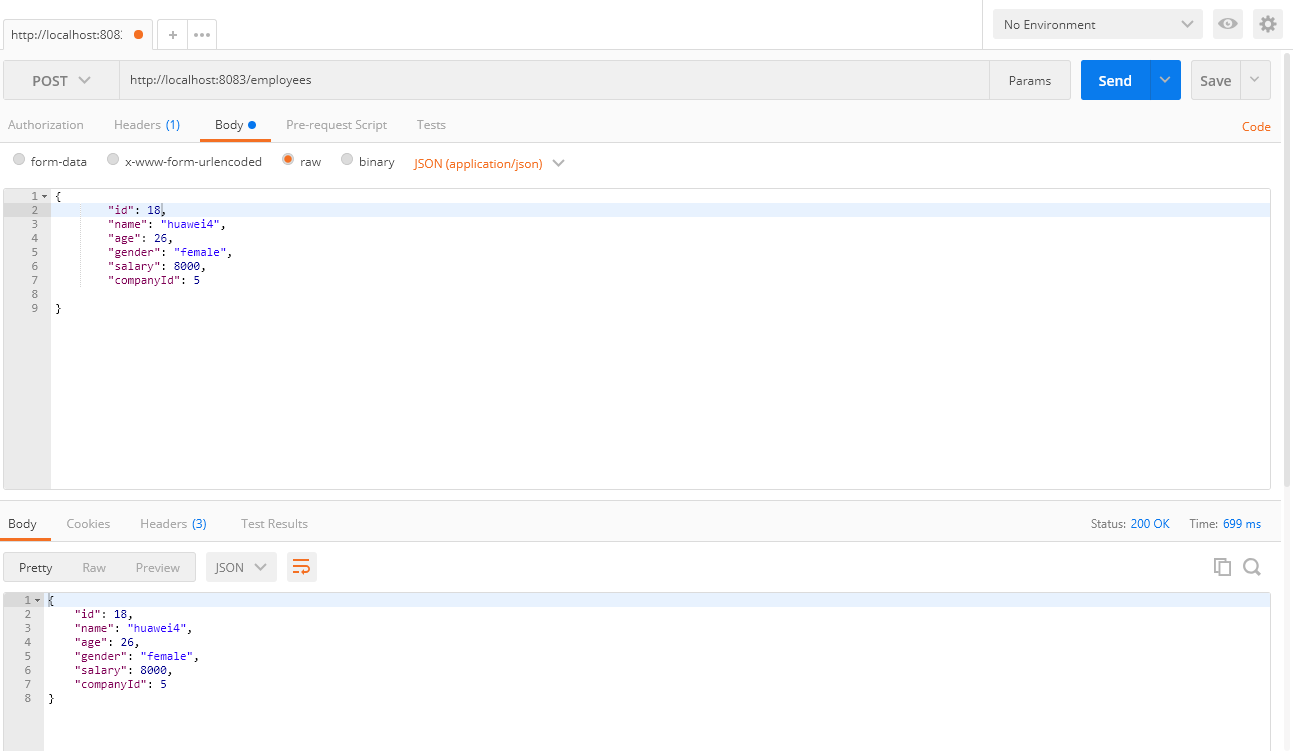 http://localhost:808
+
No Environment
POST
http://localhost:8083/employees
Params
Send
Save
Authorization
Headers (1)
Body
Pre-request Script
Tests
Code
form-data
x-www-form-urlencoded
raw
binary
JSON (application/json)
1 {
2 "id": 18,
3 "name": "huawei4",
4 "age": 26,
5 "gender": "female",
6 "salary": 8000,
7 "companyId": 5
8
9 }
Body
Cookies
Headers (3)
Test Results
Status: 200 OK
Time: 699 ms
Pretty
Raw
Preview
JSON
1 {
2 "id": 18,
3 "name": "huawei4",
4 "age": 26,
5 "gender": "female",
6 "salary": 8000,
7 "companyId": 5
8 }